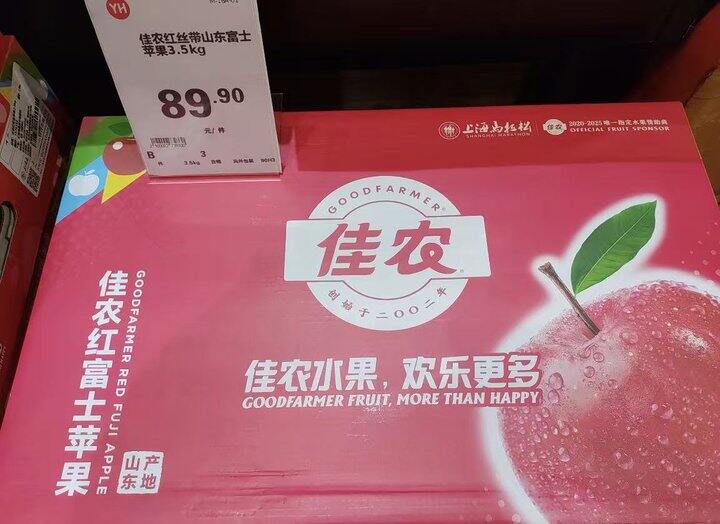 YH
佳农红丝带山东富士
苹果3.5kg
89.90
元/件
B
3
件
3.5kg
合格
上海马拉松
SHANGHAI MARATHON
佳农
2020-2025唯一指定水果赞助商
OFFICIAL FRUIT SPONSOR
GOODFARMER®
佳农®
创始于二〇〇二年
佳农水果，欢乐更多
GOODFARMER FRUIT, MORE THAN HAPPY
佳农红富士苹果
GOODFARMER RED FUJI APPLE
山东
产地